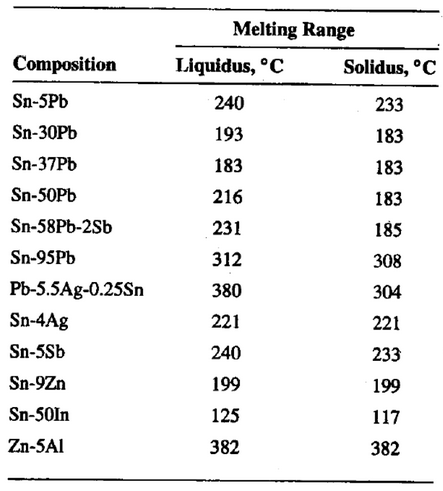 Melting Range
Composition Liquidus, °C Solidus, °C
Sn-5Pb 240 233
Sn-30Pb 193 183
Sn-37Pb 183 183
Sn-50Pb 216 183
Sn-58Pb-2Sb 231 185
Sn-95Pb 312 308
Pb-5.5Ag-0.25Sn 380 304
Sn-4Ag 221 221
Sn-5Sb 240 233
Sn-9Zn 199 199
Sn-50In 125 117
Zn-5Al 382 382